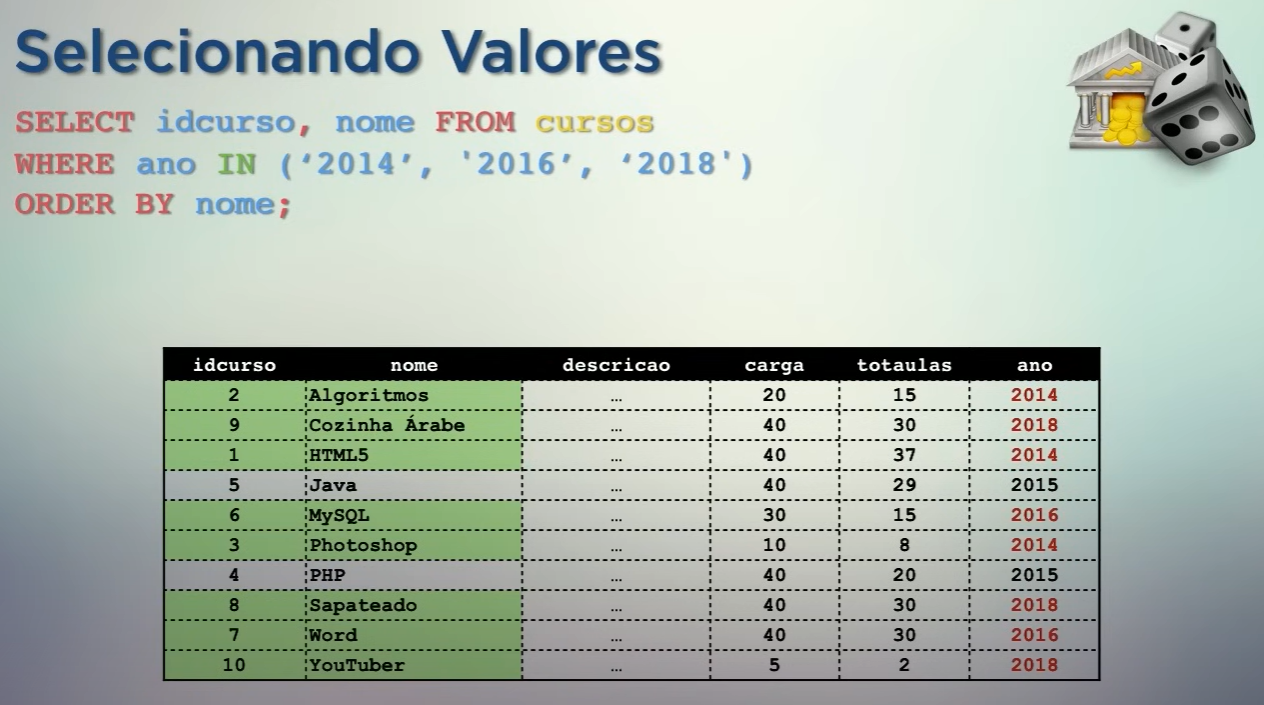 Selecionando Valores
SELECT idcurso, nome FROM cursos
WHERE ano IN (‘2014’, '2016’, ‘2018')
ORDER BY nome;
idcurso nome descricao carga totaulas ano
2 Algoritmos … 20 15 2014
9 Cozinha Árabe … 40 30 2018
1 HTML5 … 40 37 2014
5 Java … 40 29 2015
6 MySQL … 30 15 2016
3 Photoshop … 10 8 2014
4 PHP … 40 20 2015
8 Sapateado … 40 30 2018
7 Word … 40 30 2016
10 YouTuber … 5 2 2018